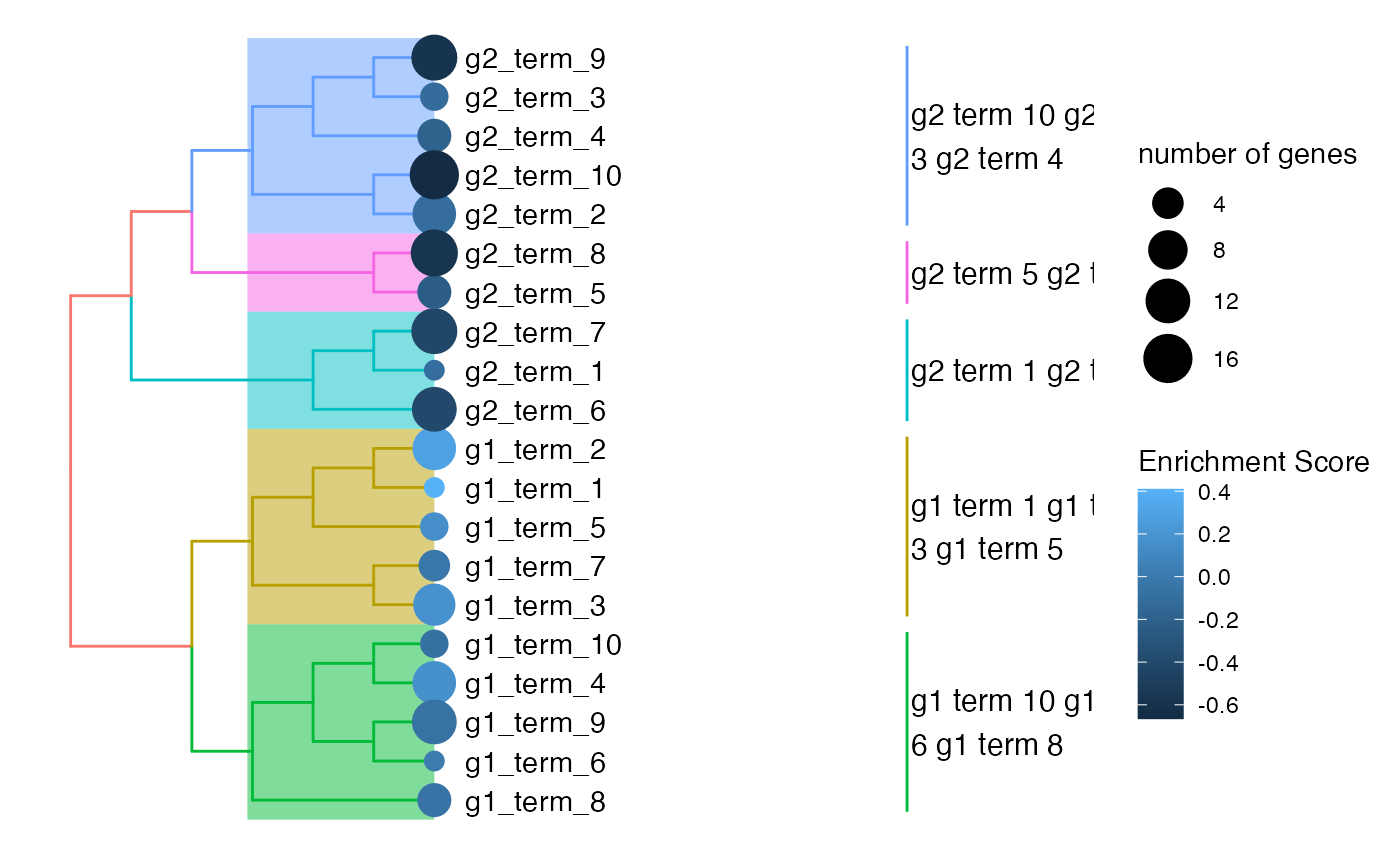 g2_term_9
g2_term_3
g2_term_4
g2_term_10
g2_term_2
g2_term_8
g2_term_5
g2_term_7
g2_term_1
g2_term_6
g1_term_2
g1_term_1
g1_term_5
g1_term_7
g1_term_3
g1_term_10
g1_term_4
g1_term_9
g1_term_6
g1_term_8
g2 term 10 g2
3 g2 term 4
g2 term 5 g2
g2 term 1 g2
g1 term 1 g1
3 g1 term 5
g1 term 10 g1
6 g1 term 8
number of genes
4
8
12
16
Enrichment Score
0.4
0.2
0.0
-0.2
-0.4
-0.6